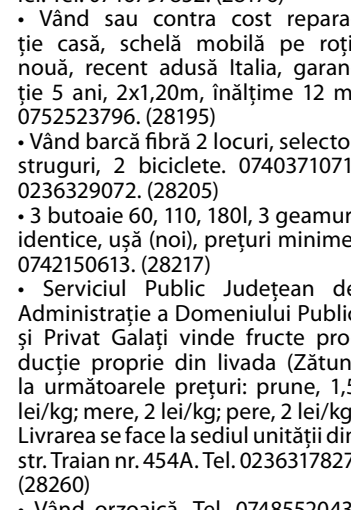 • Vând sau contra cost repara-
ție casă, schelă mobilă pe roți
nouă, recent adusă Italia, garan-
ție 5 ani, 2x1,20m, înălțime 12 m.
0752523796. (28195)
• Vând barcă fibră 2 locuri, selector
struguri, 2 biciclete. 0740371071,
0236329072. (28205)
• 3 butoaie 60, 110, 180l, 3 geamuri
identice, ușă (noi), prețuri minime.
0742150613. (28217)
• Serviciul Public Județean de
Administrație a Domeniului Public
și Privat Galați vinde fructe pro-
ducție proprie din livada (Zătun)
la următoarele prețuri: prune, 1,5
lei/kg; mere, 2 lei/kg; pere, 2 lei/kg.
Livrarea se face la sediul unității din
str. Traian nr. 454A. Tel. 0236317827.
(28260)
• Vând orzoaică. Tel. 0748552043.